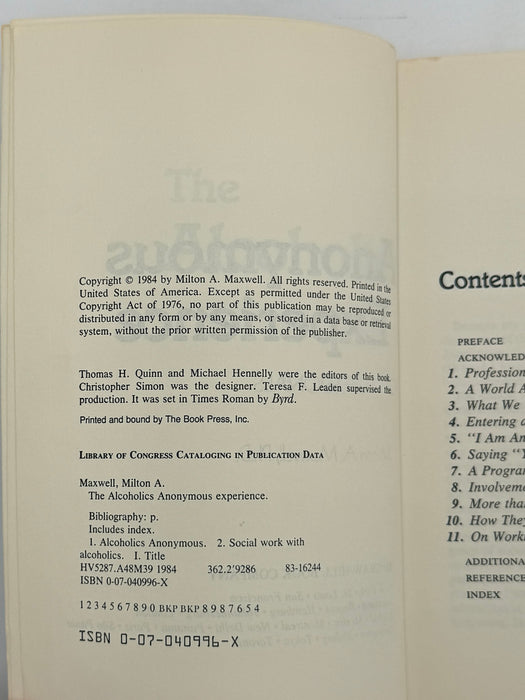 Copyright © 1984 by Milton A. Maxwell. All rights reserved. Printed in the
United States of America. Except as permitted under the United States
Copyright Act of 1976, no part of this publication may be reproduced or
distributed in any form or by any means, or stored in a data base or retrieval
system, without the prior written permission of the publisher.
Thomas H. Quinn and Michael Hennelly were the editors of this book.
Christopher Simon was the designer. Teresa F. Leaden supervised the
production. It was set in Times Roman by Byrd.
Printed and bound by The Book Press, Inc.
LIBRARY OF CONGRESS CATALOGING IN PUBLICATION DATA
Maxwell, Milton A.
The Alcoholics Anonymous experience.
Bibliography: p.
Includes index.
1. Alcoholics Anonymous. 2. Social work with
alcoholics. I. Title
HV5287.A48M39 1984 362.2'9286 83-16244
ISBN 0-07-040996-X
1 2 3 4 5 6 7 8 9 0 BKP BKP 8 9 8 7 6 5 4
ISBN 0-07-040996-X
Contents
PREFACE
ACKNOWLED
1. Profession
2. A World A
3. What We
4. Entering a
5. "I Am An
6. Saying "Y
7. A Progra
8. Involveme
9. More tha
10. How They
11. On Work
ADDITIONA
REFERENCE
INDEX